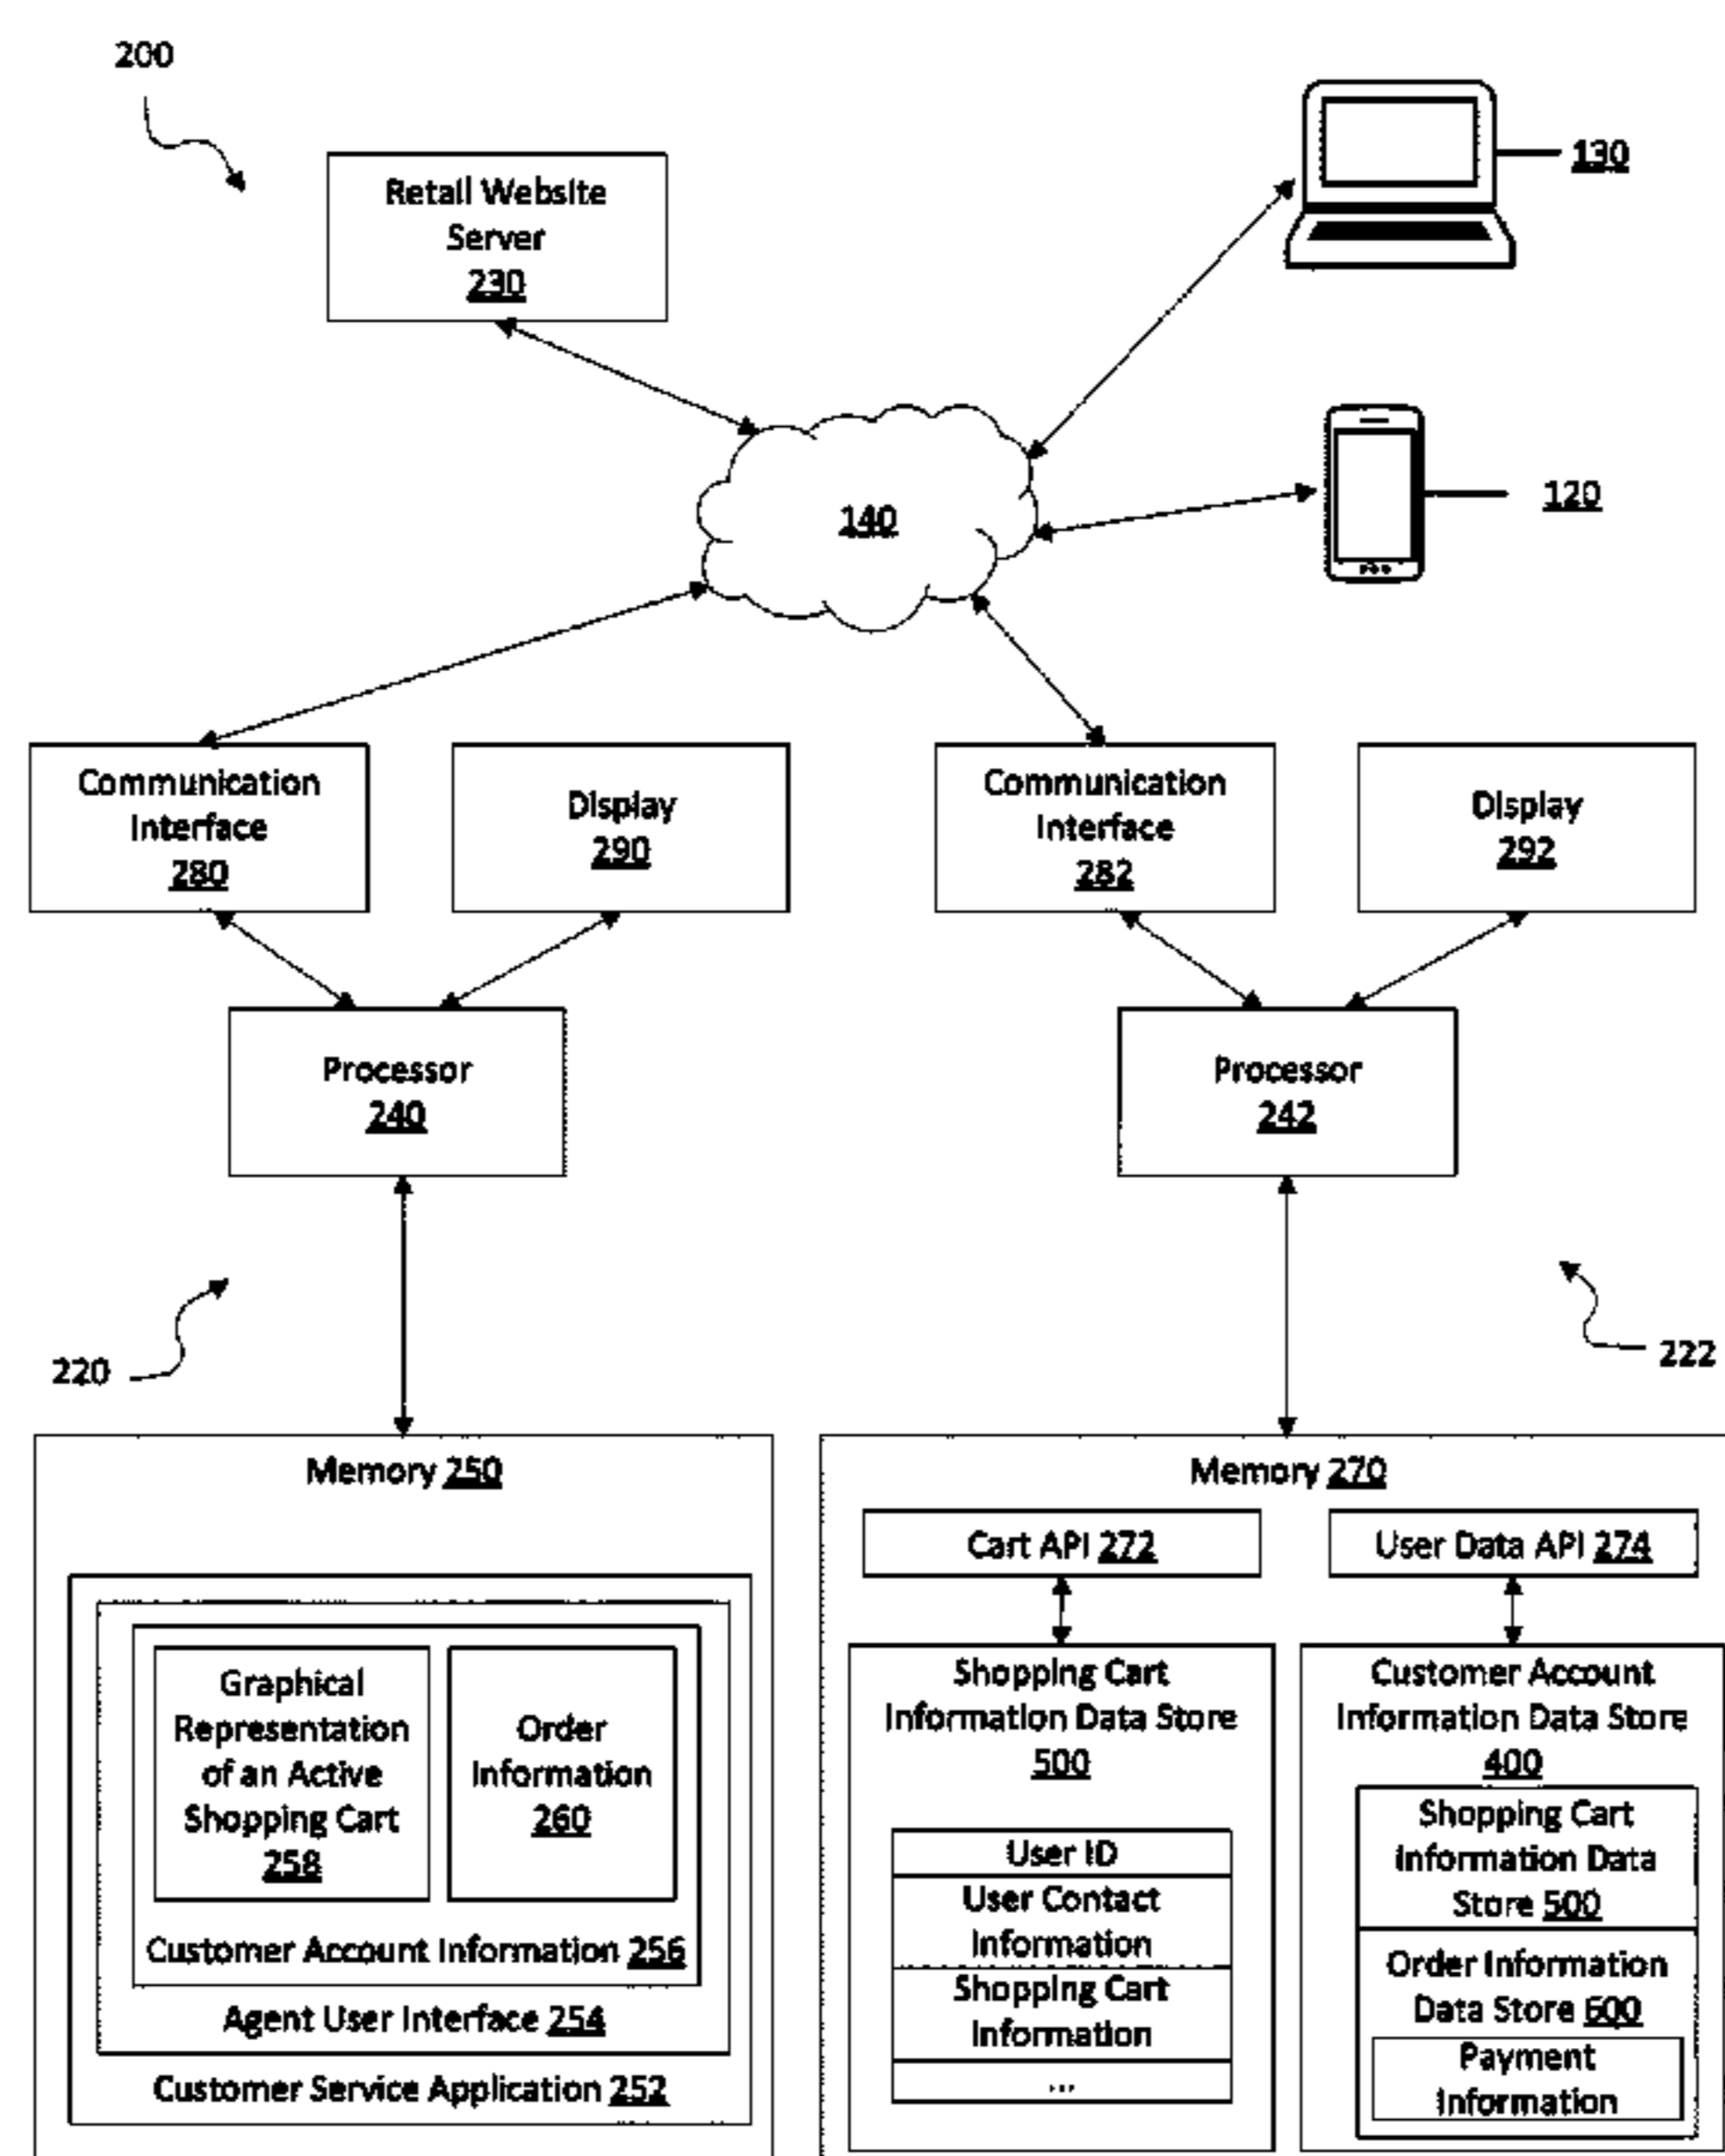 200
Retail Website
Server
230
130
120
140
Communication
Interface
280
Display
290
Communication
Interface
282
Display
292
Processor
240
Processor
242
220
222
Memory 250
Graphical
Representation
of an Active
Shopping Cart
258
Order
Information
260
Customer Account Information 256
Agent User Interface 254
Customer Service Application 252
Memory 270
Cart API 272
User Data API 274
Shopping Cart
Information Data Store
500
User ID
User Contact
Information
Shopping Cart
Information
...
Customer Account
Information Data Store
400
Shopping Cart
Information Data
Store 500
Order Information
Data Store 600
Payment
Information